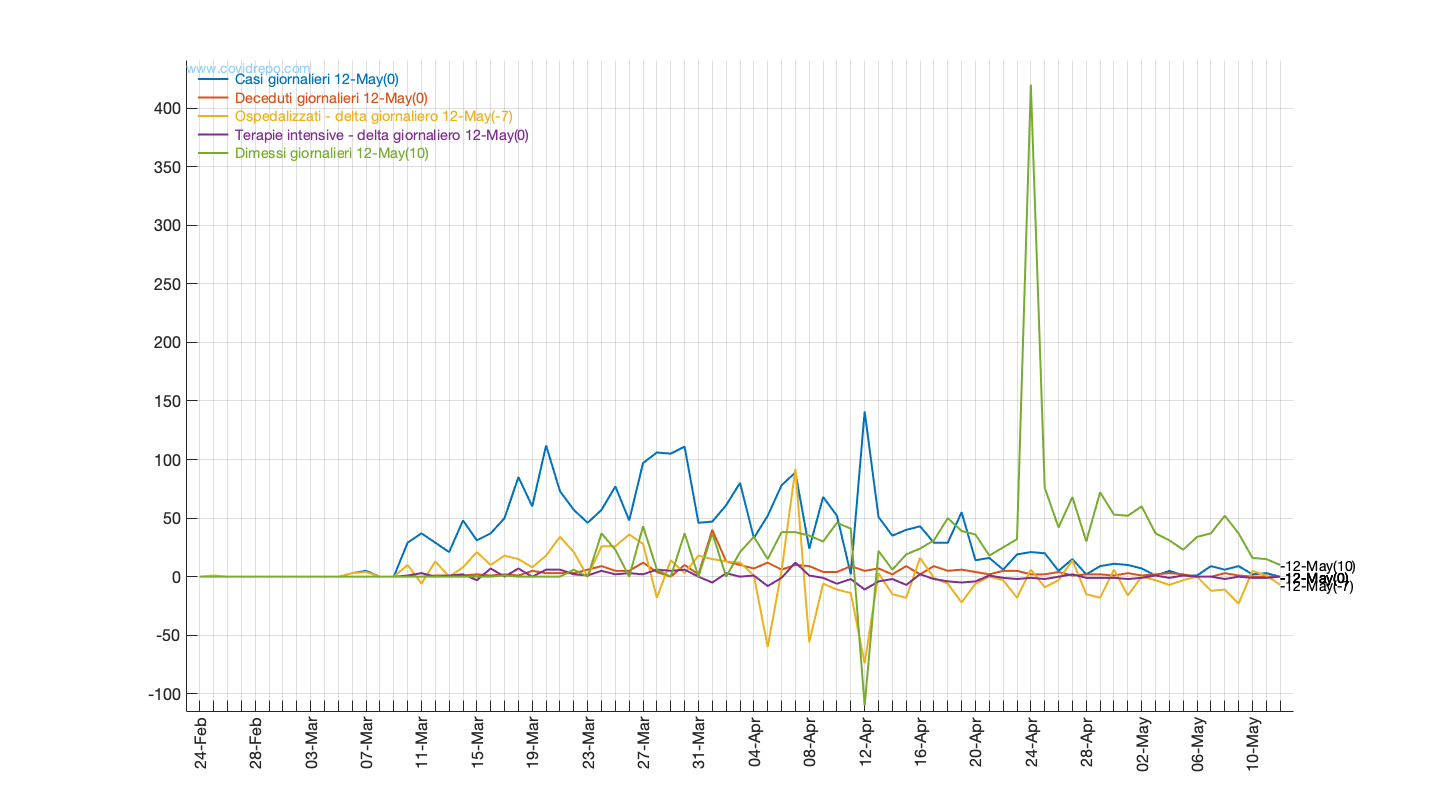 www.covidrepo.com
Casi giornalieri 12-May(0)
Deceduti giornalieri 12-May(0)
Ospedalizzati - delta giornaliero 12-May(-7)
Terapie intensive - delta giornaliero 12-May(0)
Dimessi giornalieri 12-May(10)
400
350
300
250
200
150
100
50
0
-50
-100
-12-May(10)
-12-May(0)
-12-May(-7)
24-Feb
28-Feb
03-Mar
07-Mar
11-Mar
15-Mar
19-Mar
23-Mar
27-Mar
31-Mar
04-Apr
08-Apr
12-Apr
16-Apr
20-Apr
24-Apr
28-Apr
02-May
06-May
10-May